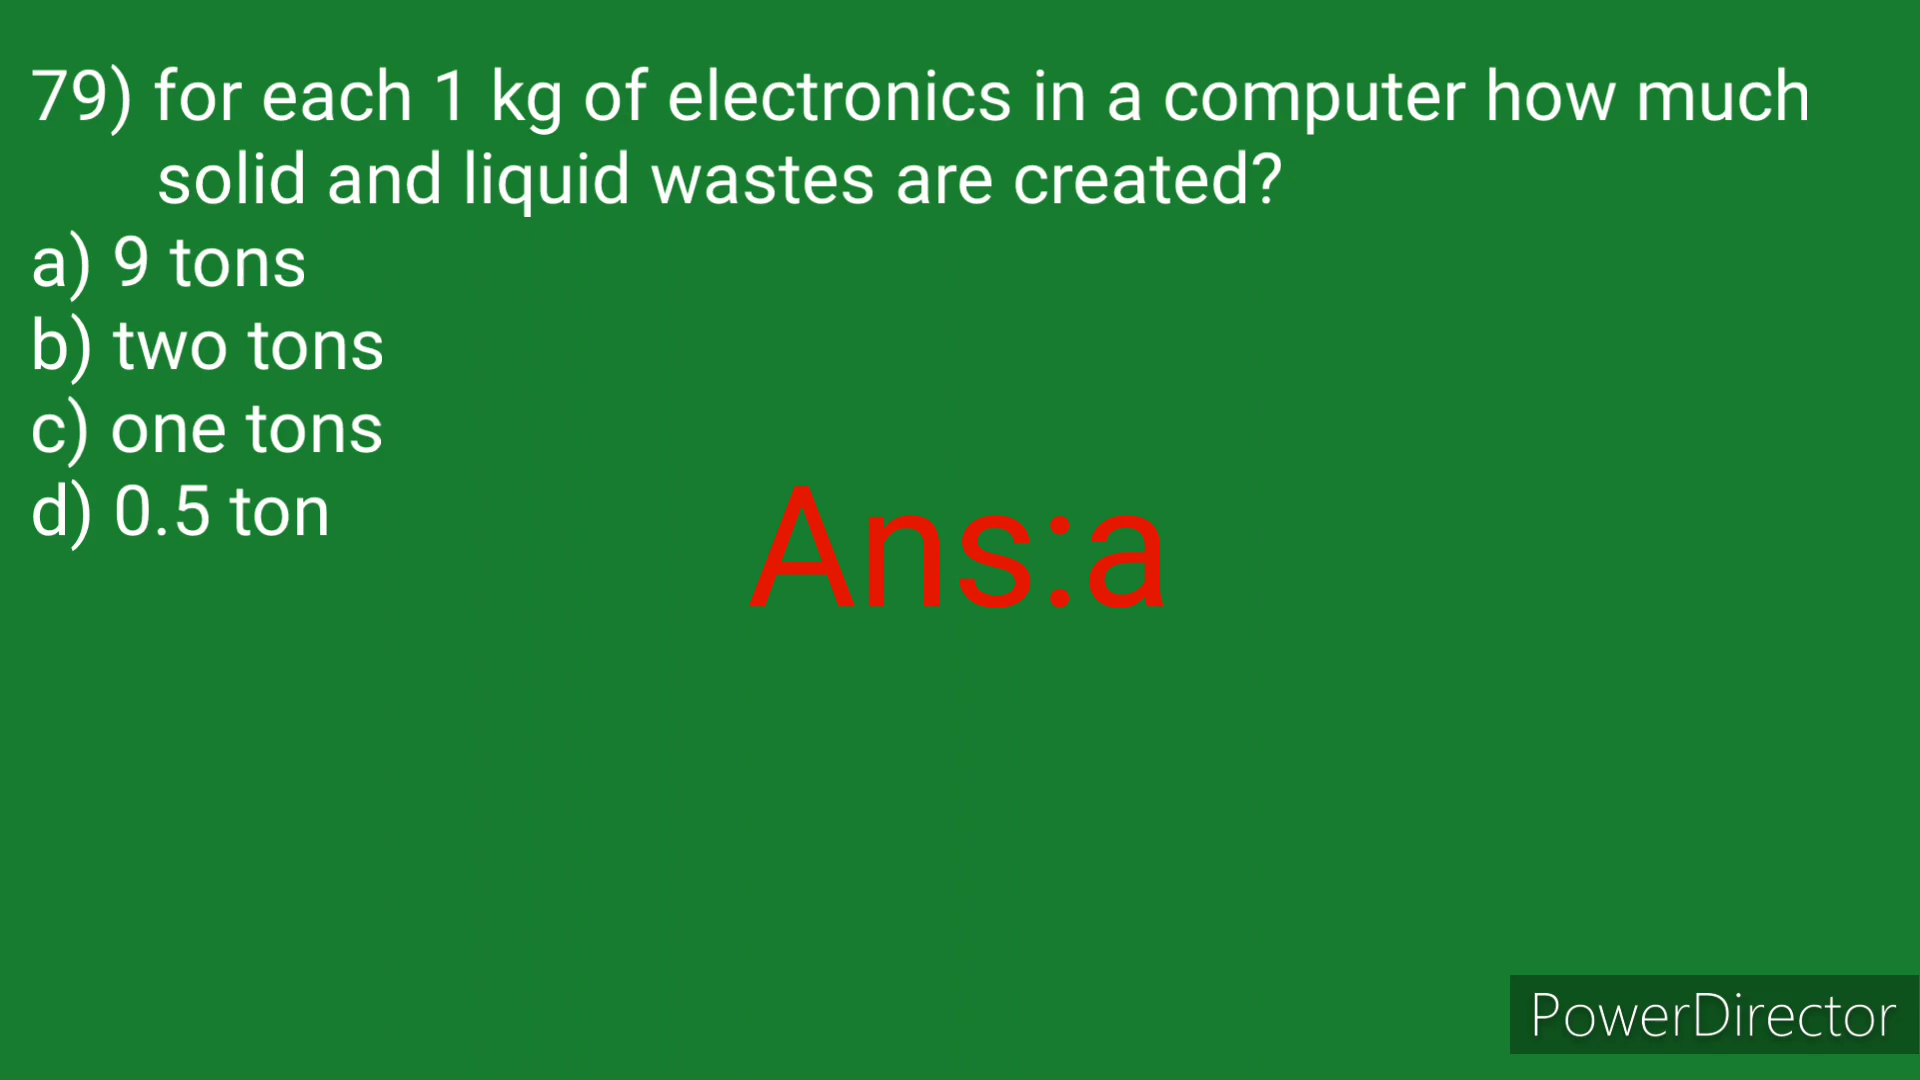 79) for each 1 kg of electronics in a computer how much
solid and liquid wastes are created?
a) 9 tons
b) two tons
c) one tons
d) 0.5 ton
Ans:a
PowerDirector